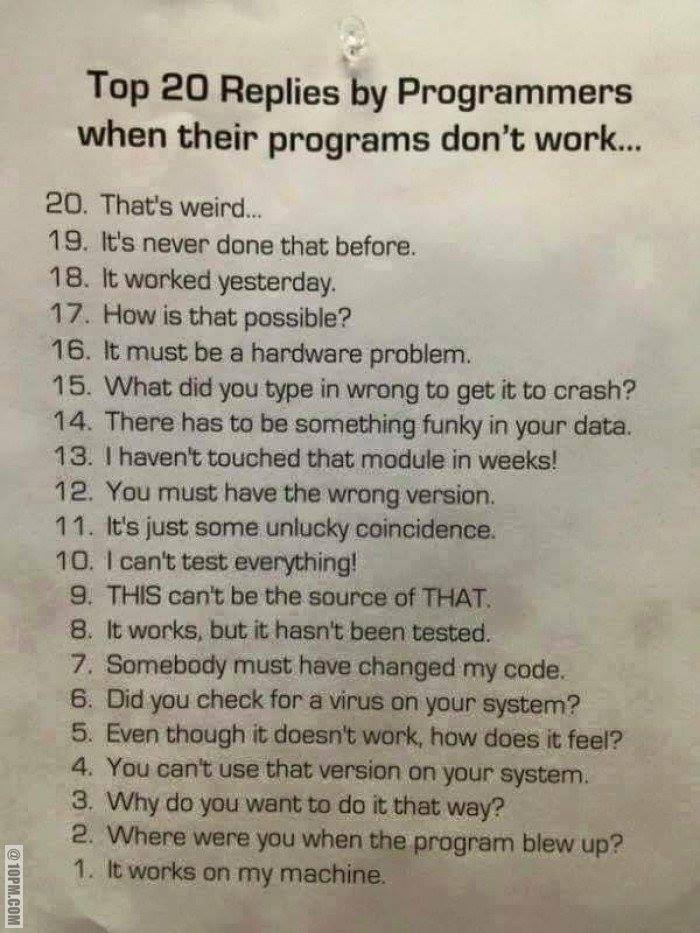 Top 20 Replies by Programmers
when their programs don't work...
20. That's weird...
19. It's never done that before.
18. It worked yesterday.
17. How is that possible?
16. It must be a hardware problem.
15. What did you type in wrong to get it to crash?
14. There has to be something funky in your data.
13. I haven't touched that module in weeks!
12. You must have the wrong version.
11. It's just some unlucky coincidence.
10. I can't test everything!
9. THIS can't be the source of THAT.
8. It works, but it hasn't been tested.
7. Somebody must have changed my code.
6. Did you check for a virus on your system?
5. Even though it doesn't work, how does it feel?
4. You can't use that version on your system.
3. Why do you want to do it that way?
2. Where were you when the program blew up?
1. It works on my machine.
@ 10PM.COM